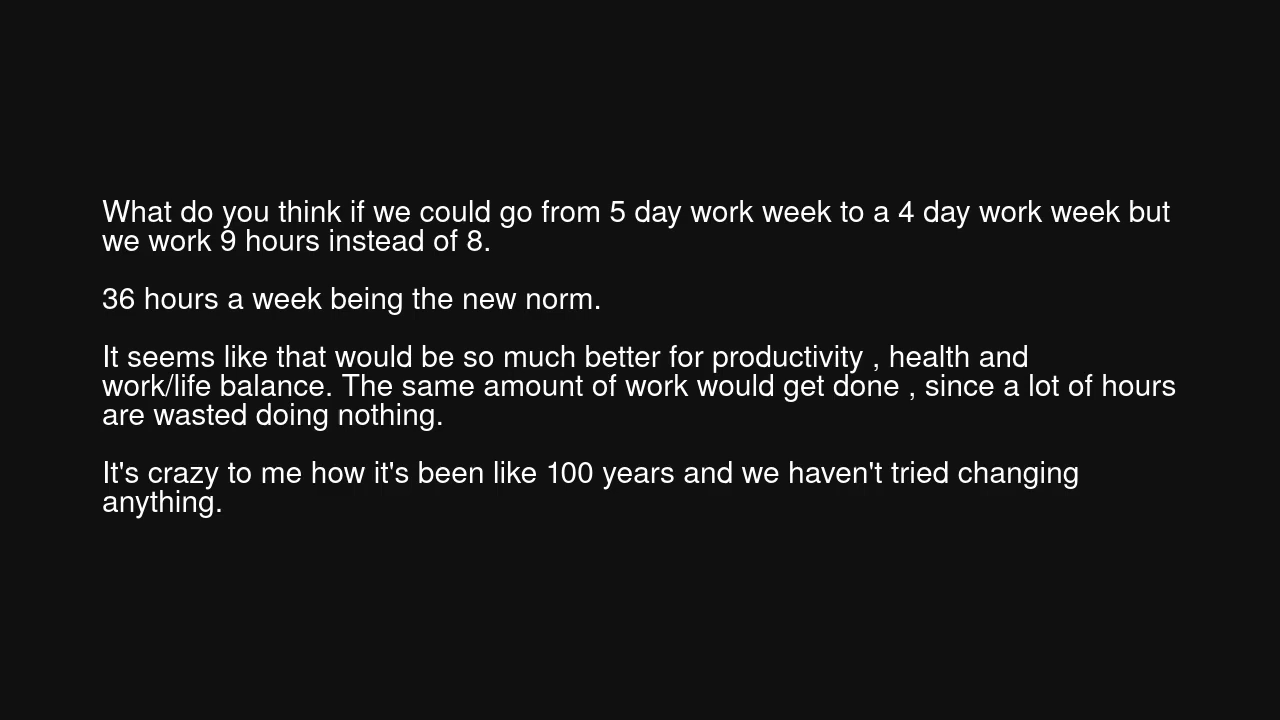 What do you think if we could go from 5 day work week to a 4 day work week but
we work 9 hours instead of 8.
36 hours a week being the new norm.
It seems like that would be so much better for productivity , health and
work/life balance. The same amount of work would get done , since a lot of hours
are wasted doing nothing.
It's crazy to me how it's been like 100 years and we haven't tried changing
anything.